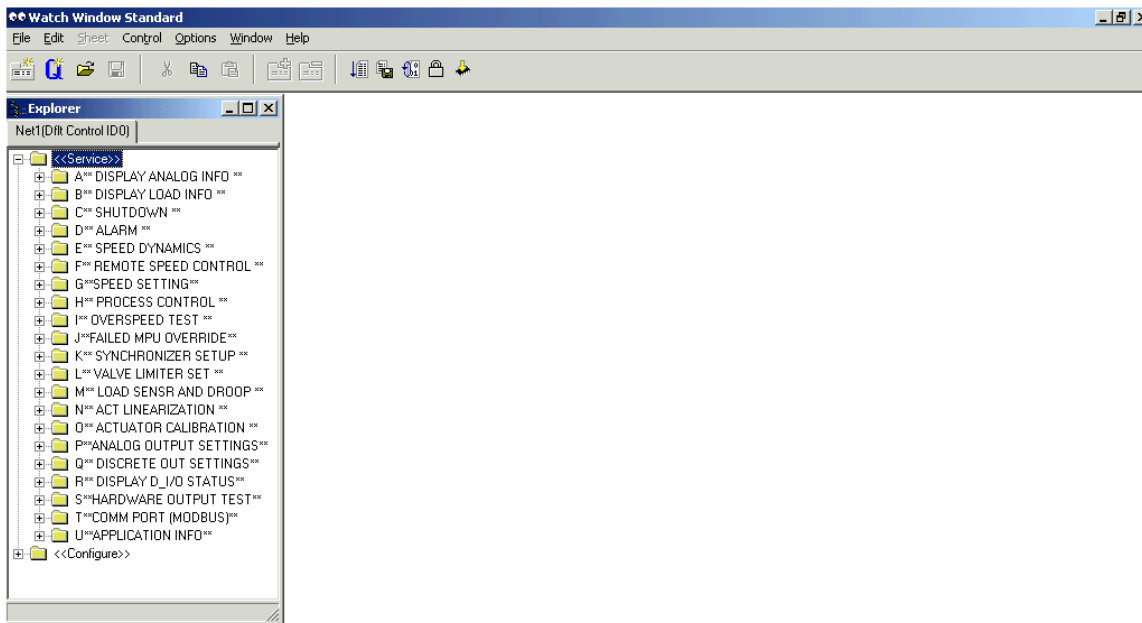 Watch Window Standard
File Edit Sheet Control Options Window Help
Explorer
Net1(Dflt Control ID0)
<<Service>>
A** DISPLAY ANALOG INFO **
B** DISPLAY LOAD INFO **
C** SHUTDOWN **
D** ALARM **
E** SPEED DYNAMICS **
F** REMOTE SPEED CONTROL **
G**SPEED SETTING**
H** PROCESS CONTROL **
I** OVERSPEED TEST **
J**FAILED MPU OVERRIDE**
K** SYNCHRONIZER SETUP **
L** VALVE LIMITER SET **
M** LOAD SENSR AND DROOP **
N** ACT LINEARIZATION **
O** ACTUATOR CALIBRATION **
P**ANALOG OUTPUT SETTINGS**
Q** DISCRETE OUT SETTINGS**
R** DISPLAY D_I/O STATUS**
S**HARDWARE OUTPUT TEST**
T**COMM PORT (MODBUS)**
U**APPLICATION INFO**
<<Configure>>